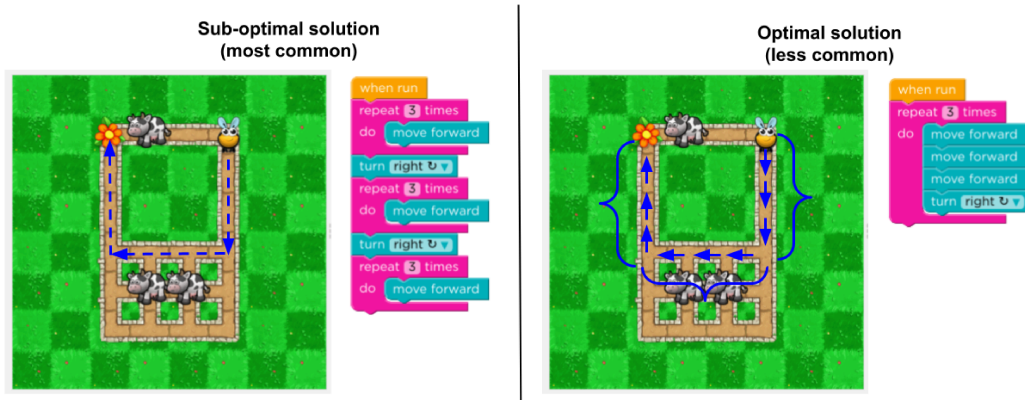 Sub-optimal solution
(most common)
when run
repeat 3 times
do move forward
turn right ↻ ▼
repeat 3 times
do move forward
turn right ↻ ▼
repeat 3 times
do move forward
Optimal solution
(less common)
when run
repeat 3 times
do move forward
move forward
move forward
turn right ↻ ▼